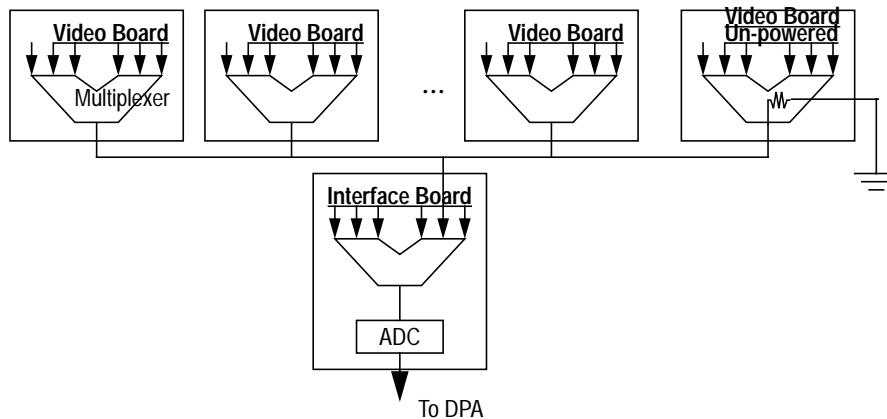 Video Board
Video Board
Video Board
Video Board
Un-powered
Multiplexer
...
Interface Board
ADC
To DPA